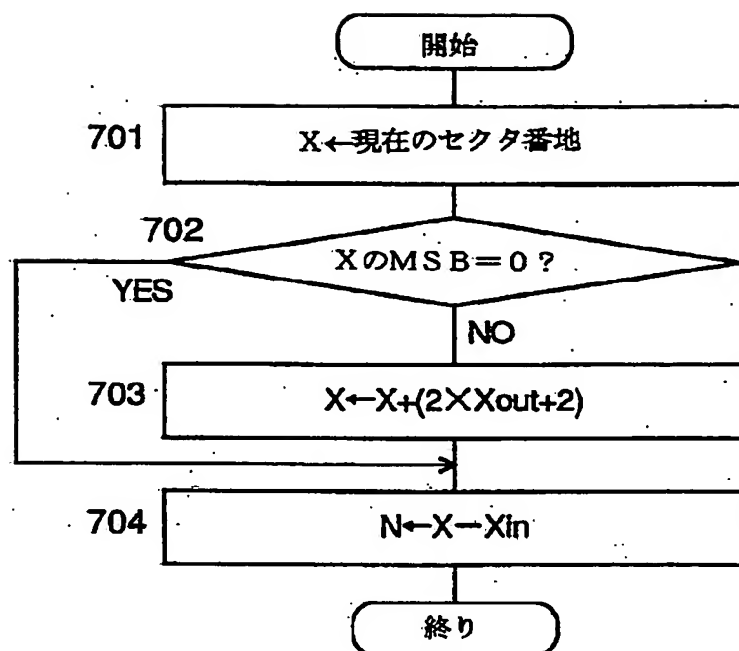 開始
701
X←現在のセクタ番地
702
XのMSB=0?
YES
NO
703
X←X+(2×Xout+2)
704
N←X−Xin
終り